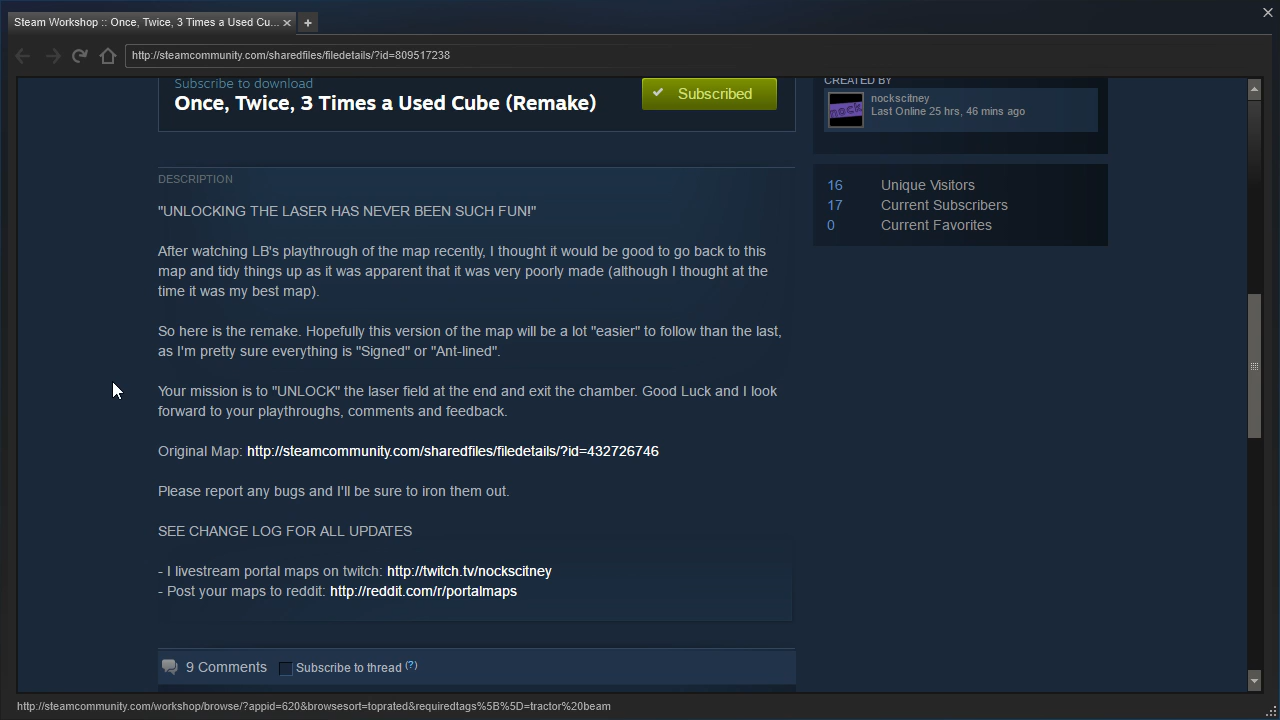 Steam Workshop :: Once, Twice, 3 Times a Used Cu...
http://steamcommunity.com/sharedfiles/filedetails/?id=809517238
Subscribe to download
Once, Twice, 3 Times a Used Cube (Remake)
Subscribed
CREATED BY
nock
nockscitney
Last Online 25 hrs, 46 mins ago
16 Unique Visitors
17 Current Subscribers
0 Current Favorites
DESCRIPTION
"UNLOCKING THE LASER HAS NEVER BEEN SUCH FUN!"
After watching LB's playthrough of the map recently, I thought it would be good to go back to this
map and tidy things up as it was apparent that it was very poorly made (although I thought at the
time it was my best map).
So here is the remake. Hopefully this version of the map will be a lot "easier" to follow than the last,
as I'm pretty sure everything is "Signed" or "Ant-lined".
Your mission is to "UNLOCK" the laser field at the end and exit the chamber. Good Luck and I look
forward to your playthroughs, comments and feedback.
Original Map: http://steamcommunity.com/sharedfiles/filedetails/?id=432726746
Please report any bugs and I'll be sure to iron them out.
SEE CHANGE LOG FOR ALL UPDATES
- I livestream portal maps on twitch: http://twitch.tv/nockscitney
- Post your maps to reddit: http://reddit.com/r/portalmaps
9 Comments Subscribe to thread (?)
http://steamcommunity.com/workshop/browse/?appid=620&browsesort=toprated&requiredtags%5B%5D=tractor%20beam